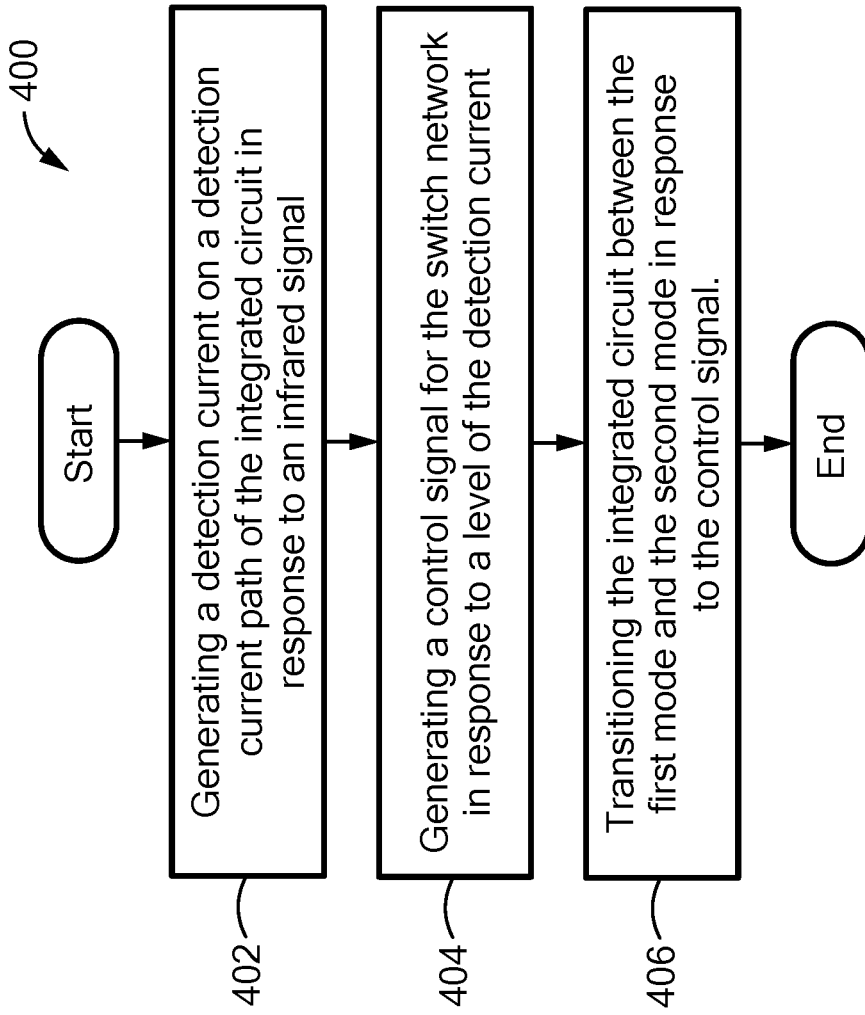 400
Start
Generating a detection current on a detection
current path of the integrated circuit in
response to an infrared signal
402
Generating a control signal for the switch network
in response to a level of the detection current
404
Transitioning the integrated circuit between the
first mode and the second mode in response
to the control signal.
406
End